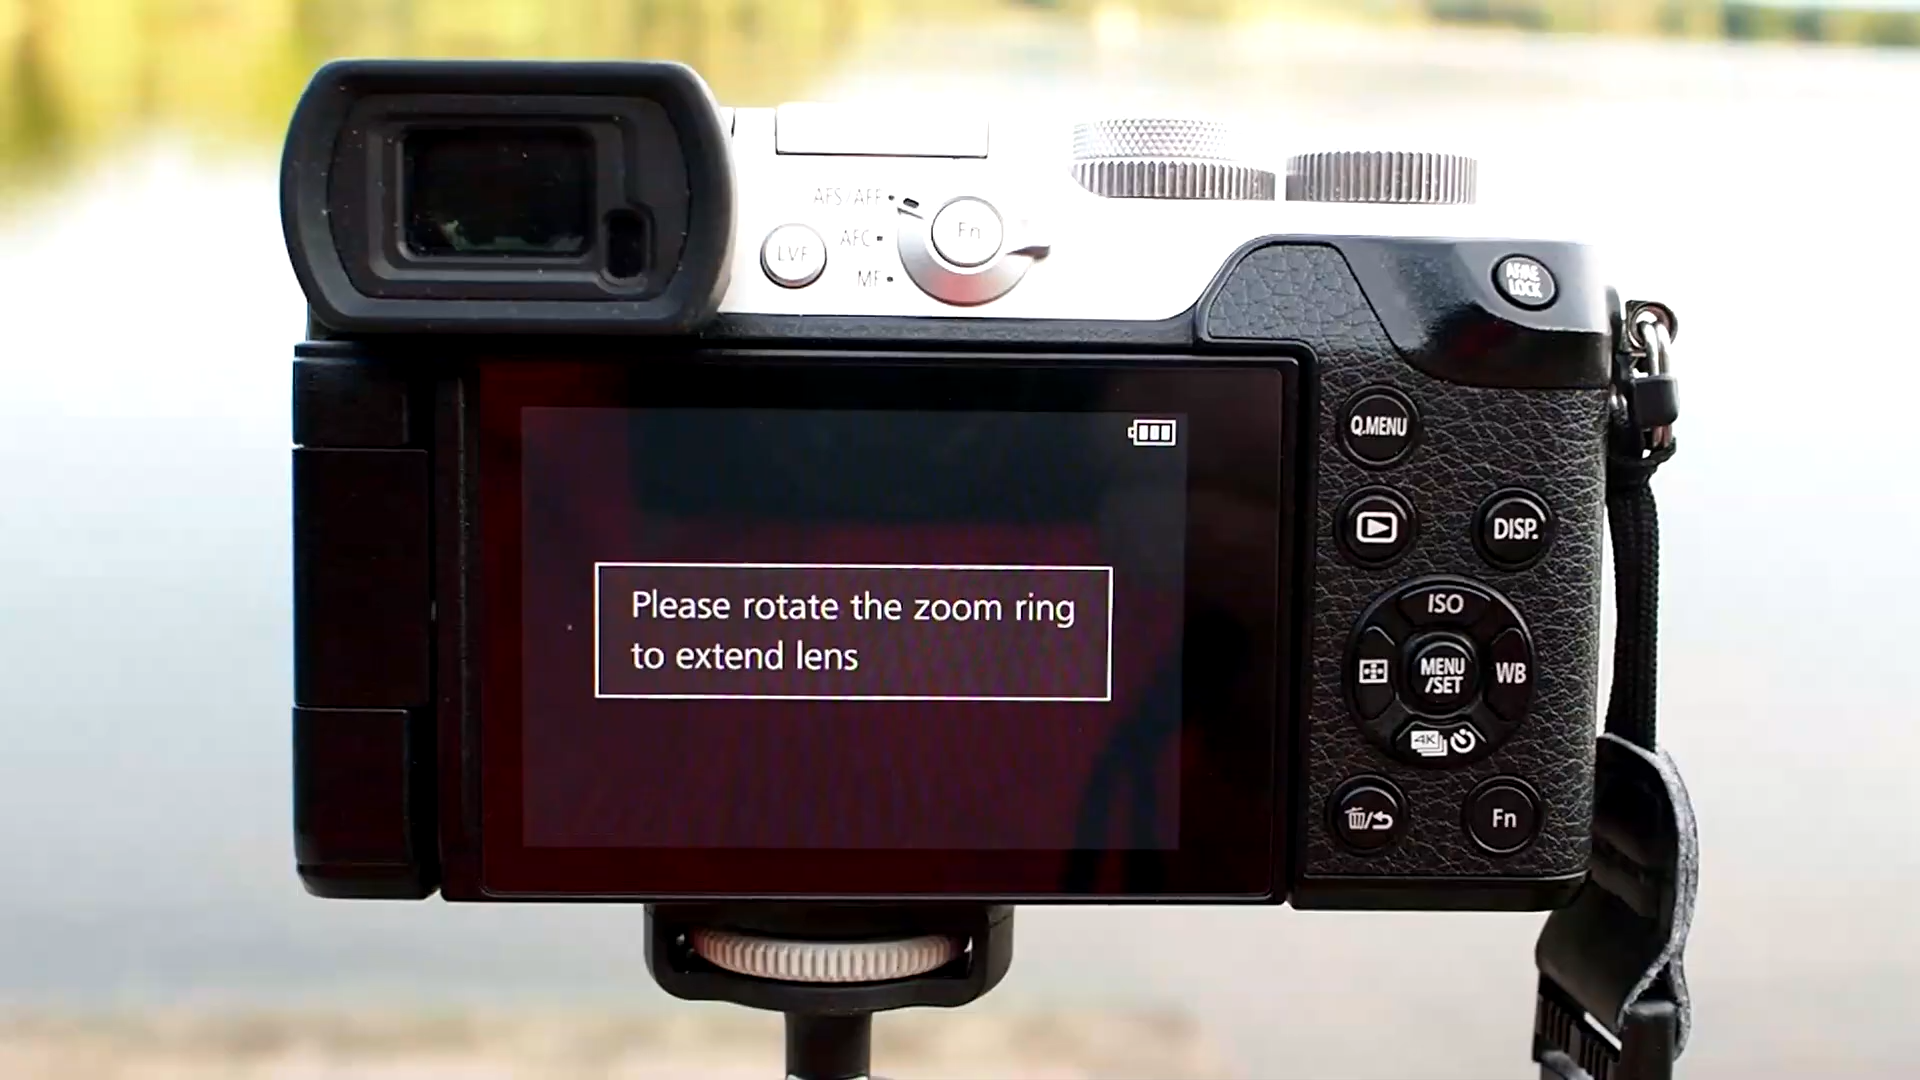 AFS/AFF
AFC
MF
LVF
Fn
AF/AE
LOCK
Q.MENU
DISP.
Please rotate the zoom ring
to extend lens
ISO
MENU
/SET
WB
4K
Fn